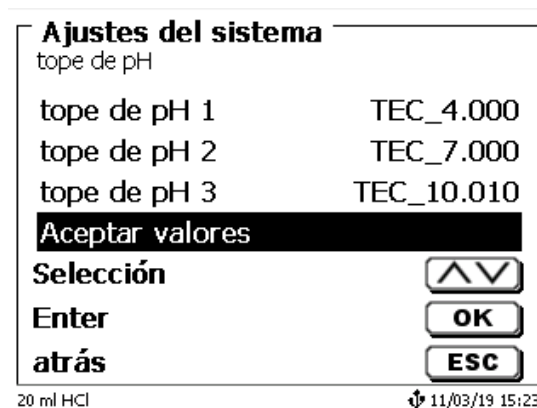 Ajustes del sistema
tope de pH
tope de pH 1 TEC_4.000
tope de pH 2 TEC_7.000
tope de pH 3 TEC_10.010
Aceptar valores
Selección
Enter OK
atrás ESC
20 ml HCl 11/03/19 15:23